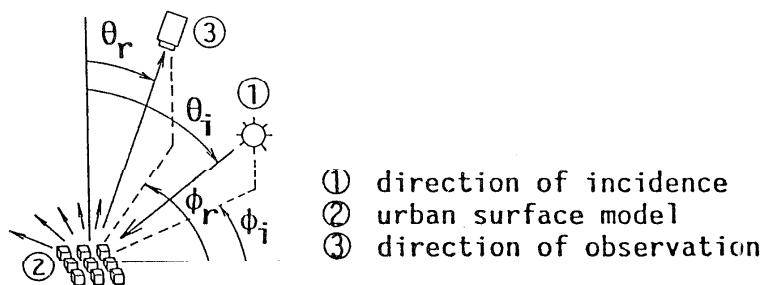 θr
③
①
θi
① direction of incidence
φr
φi
② urban surface model
③ direction of observation
②